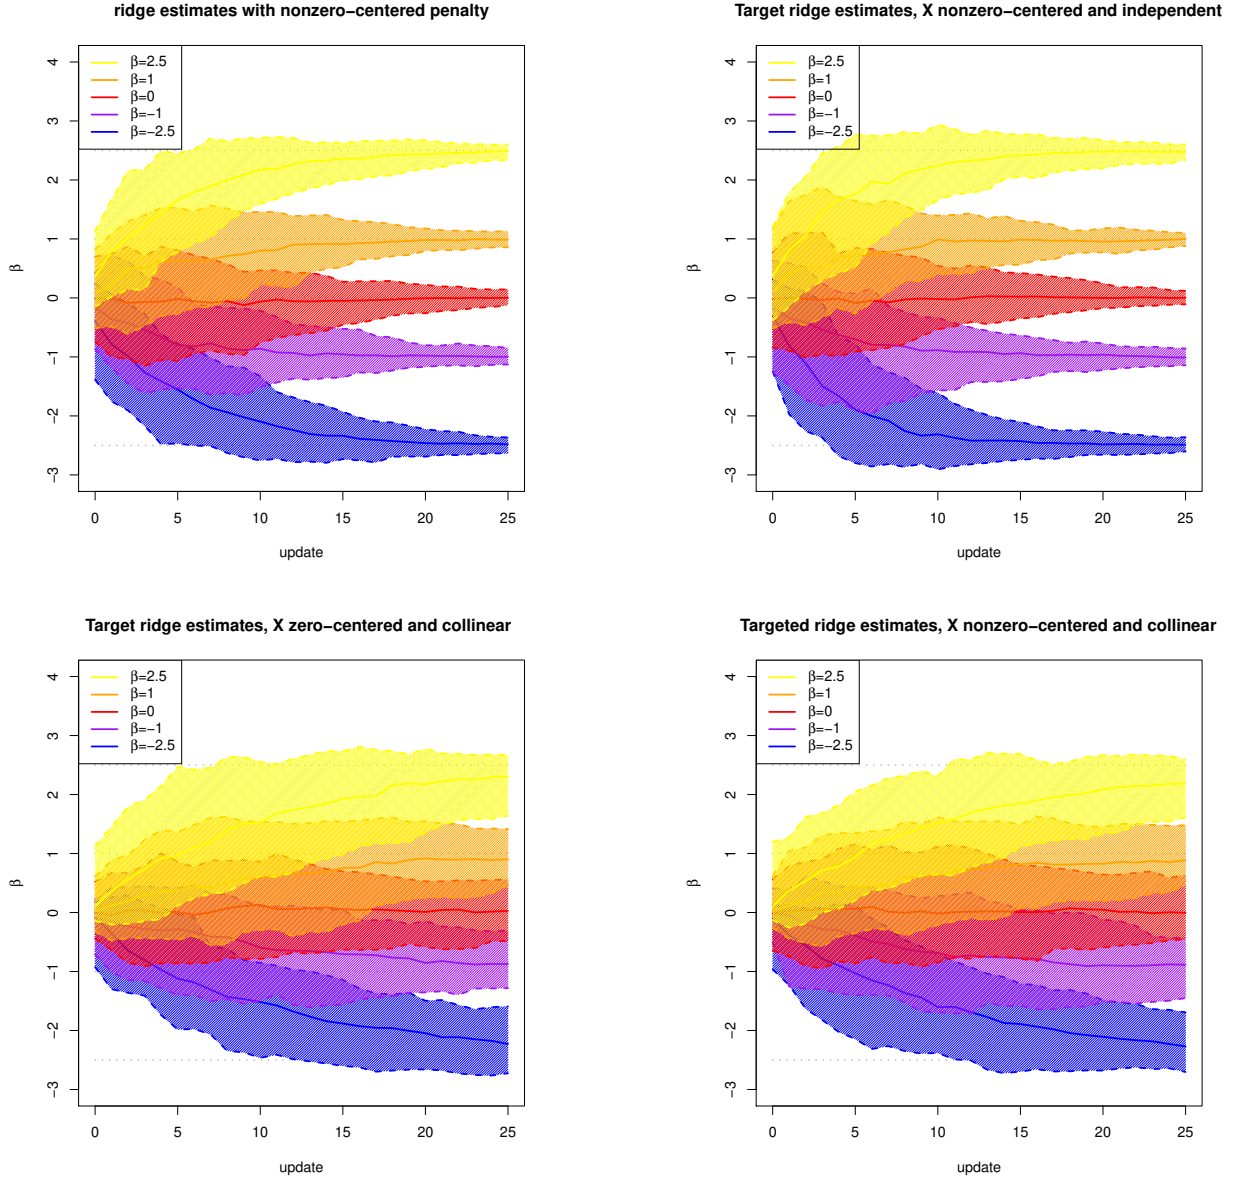 ridge estimates with nonzero−centered penalty
β
4
3
2
1
0
−1
−2
−3
β=2.5
β=1
β=0
β=−1
β=−2.5
0 5 10 15 20 25
update
Target ridge estimates, X nonzero−centered and independent
β
4
3
2
1
0
−1
−2
−3
β=2.5
β=1
β=0
β=−1
β=−2.5
0 5 10 15 20 25
update
Target ridge estimates, X zero−centered and collinear
β
4
3
2
1
0
−1
−2
−3
β=2.5
β=1
β=0
β=−1
β=−2.5
0 5 10 15 20 25
update
Targeted ridge estimates, X nonzero−centered and collinear
β
4
3
2
1
0
−1
−2
−3
β=2.5
β=1
β=0
β=−1
β=−2.5
0 5 10 15 20 25
update